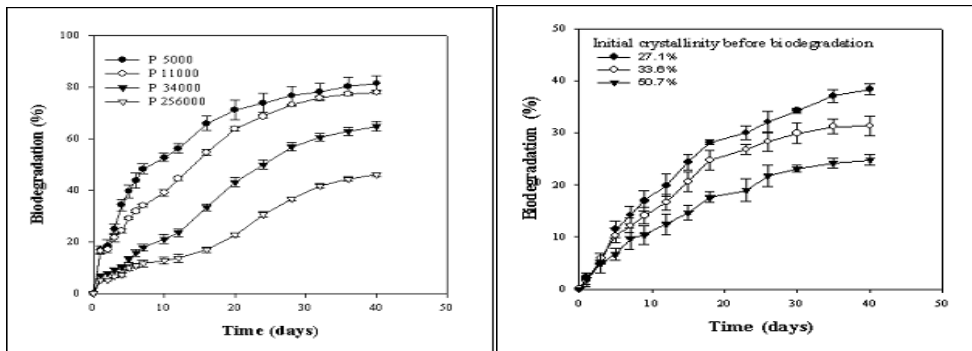 100
80
60
40
20
0
Biodegradation (%)
P 5000
P 11000
P 34000
P 256000
0 10 20 30 40 50
Time (days)
50
40
30
20
10
0
Biodegradation (%)
Initial crystallinity before biodegradation
27.1%
33.6%
50.7%
0 10 20 30 40 50
Time (days)